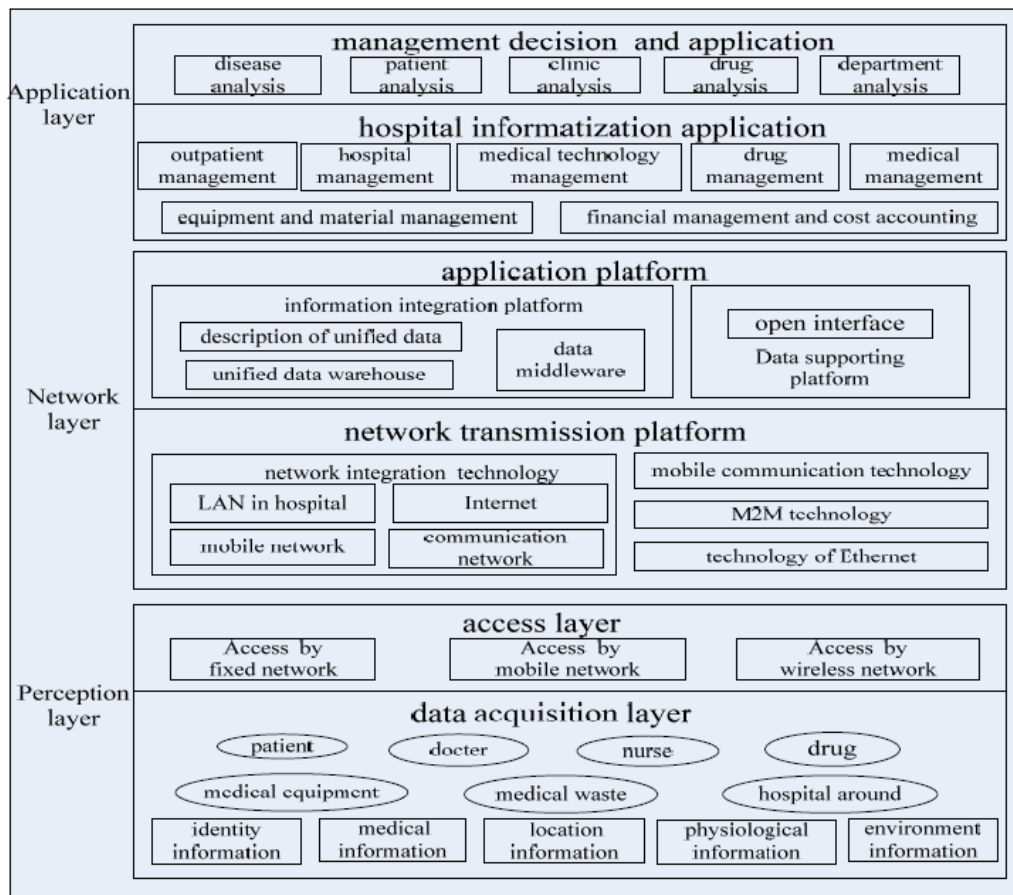 Application
layer
management decision and application
disease
analysis
patient
analysis
clinic
analysis
drug
analysis
department
analysis
hospital informatization application
outpatient
management
hospital
management
medical technology
management
drug
management
medical
management
equipment and material management
financial management and cost accounting
Network
layer
application platform
information integration platform
description of unified data
unified data warehouse
data
middleware
open interface
Data supporting
platform
network transmission platform
network integration technology
LAN in hospital
Internet
mobile network
communication
network
mobile communication technology
M2M technology
technology of Ethernet
Perception
layer
access layer
Access by
fixed network
Access by
mobile network
Access by
wireless network
data acquisition layer
patient
docter
nurse
drug
medical equipment
medical waste
hospital around
identity
information
medical
information
location
information
physiological
information
environment
information